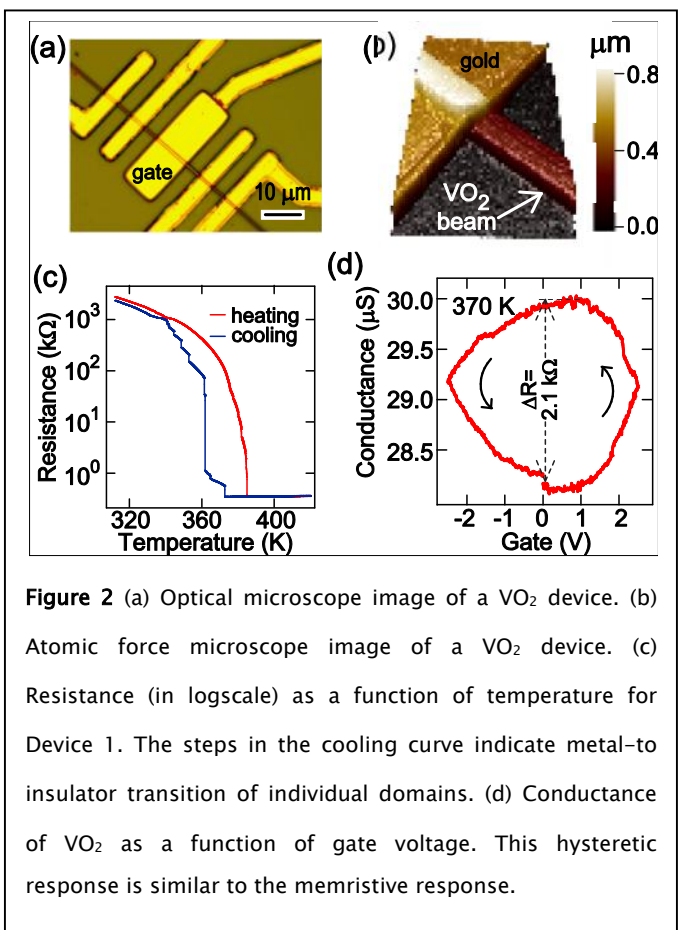 (a)
gate
10 μm
(b)
gold
μm
0.8
0.4
0.0
VO₂
beam
(c)
Resistance (kΩ)
10³
10²
10¹
10⁰
heating
cooling
320 360 400
Temperature (K)
(d)
Conductance (μS)
30.0
29.5
29.0
28.5
370 K
ΔR=
2.1 kΩ
-2 -1 0 1 2
Gate (V)
Figure 2 (a) Optical microscope image of a VO₂ device. (b)
Atomic force microscope image of a VO₂ device. (c)
Resistance (in logscale) as a function of temperature for
Device 1. The steps in the cooling curve indicate metal-to
insulator transition of individual domains. (d) Conductance
of VO₂ as a function of gate voltage. This hysteretic
response is similar to the memristive response.